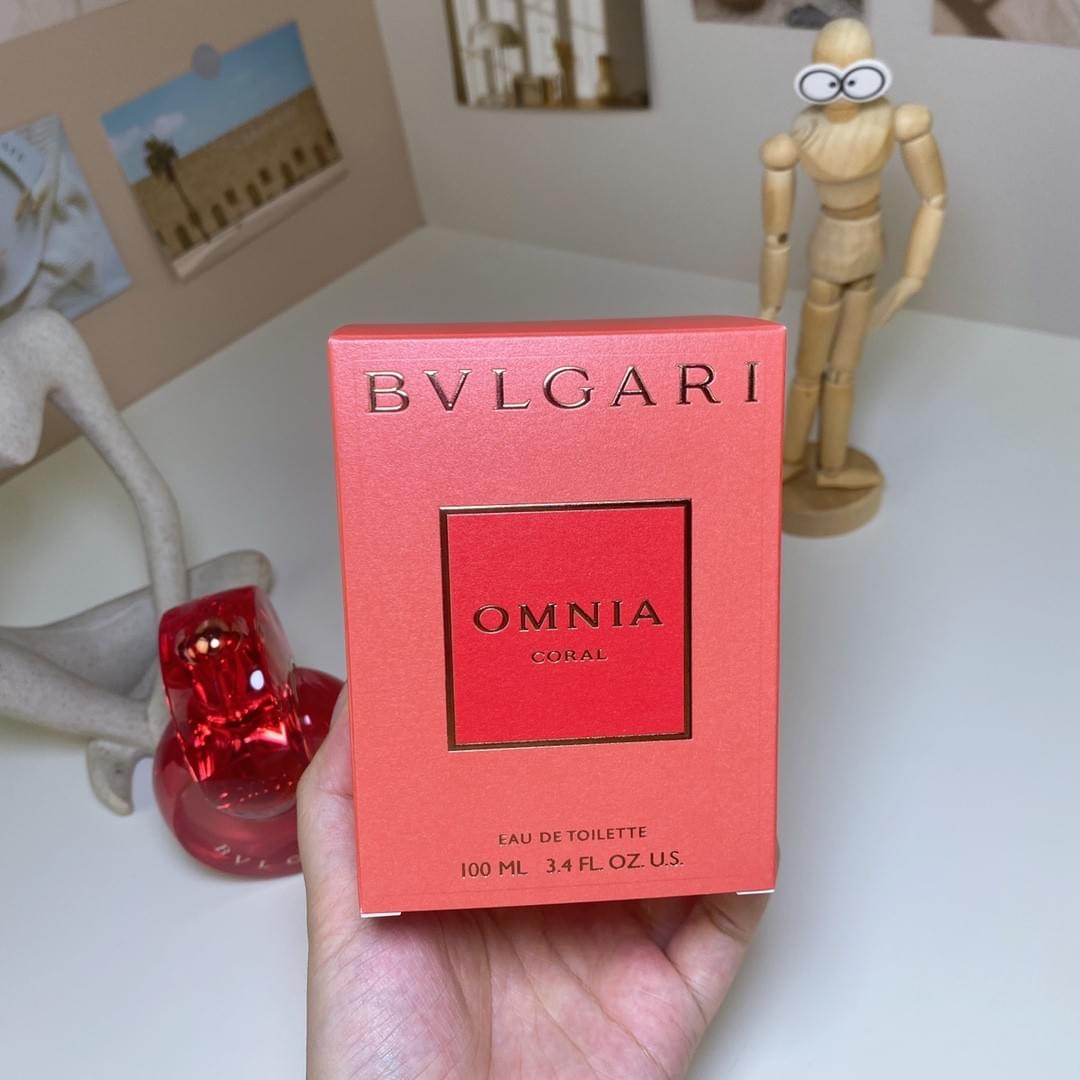 BVLGARI
OMNIA
CORAL
EAU DE TOILETTE
100 ML 3.4 FL. OZ. U.S.